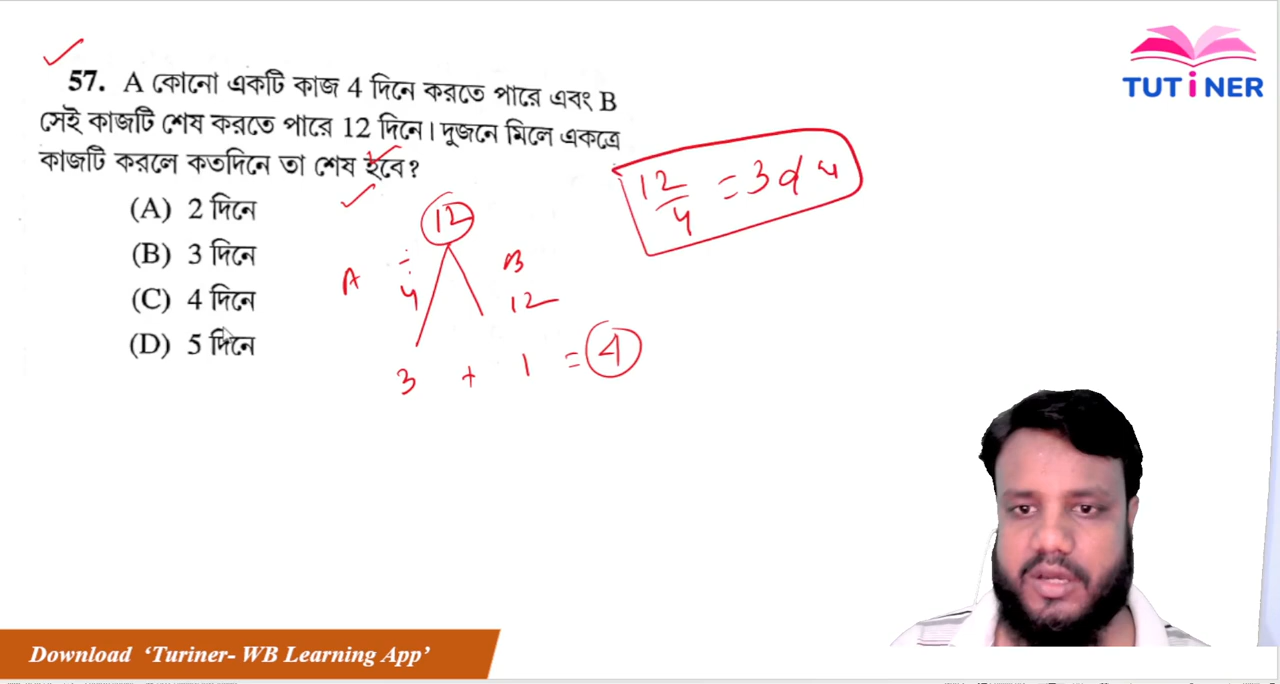 57. A কোনো একটি কাজ 4 দিনে করতে পারে এবং B
সেই কাজটি শেষ করতে পারে 12 দিনে। দুজনে মিলে একত্রে
কাজটি করলে কতদিনে তা শেষ হবে?
(A) 2 দিনে
(B) 3 দিনে
(C) 4 দিনে
(D) 5 দিনে
12
A
B
4
12
3 + 1 = 4
12/4 = 3
TUTiNER
Download ‘Turiner- WB Learning App’